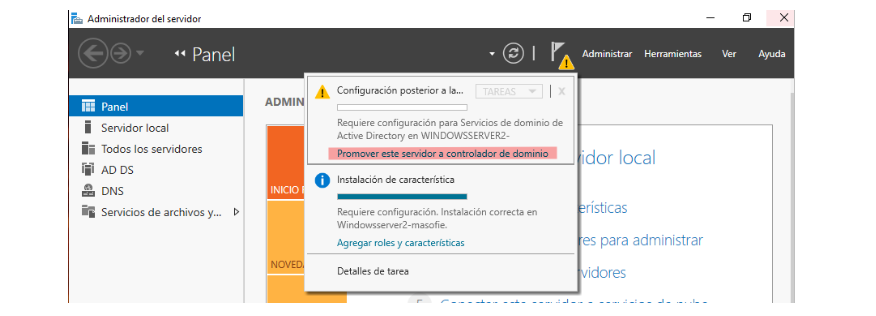 Administrador del servidor
Panel
Administrar Herramientas Ver Ayuda
Panel
Servidor local
Todos los servidores
AD DS
DNS
Servicios de archivos y...
ADMIN
INICIO
NOVED
Configuración posterior a la...
TAREAS
X
Requiere configuración para Servicios de dominio de
Active Directory en WINDOWSSERVER2-
Promover este servidor a controlador de dominio
Instalación de característica
Requiere configuración. Instalación correcta en
Windowsserver2-masofie.
Agregar roles y características
Detalles de tarea
idor local
erísticas
res para administrar
vidores